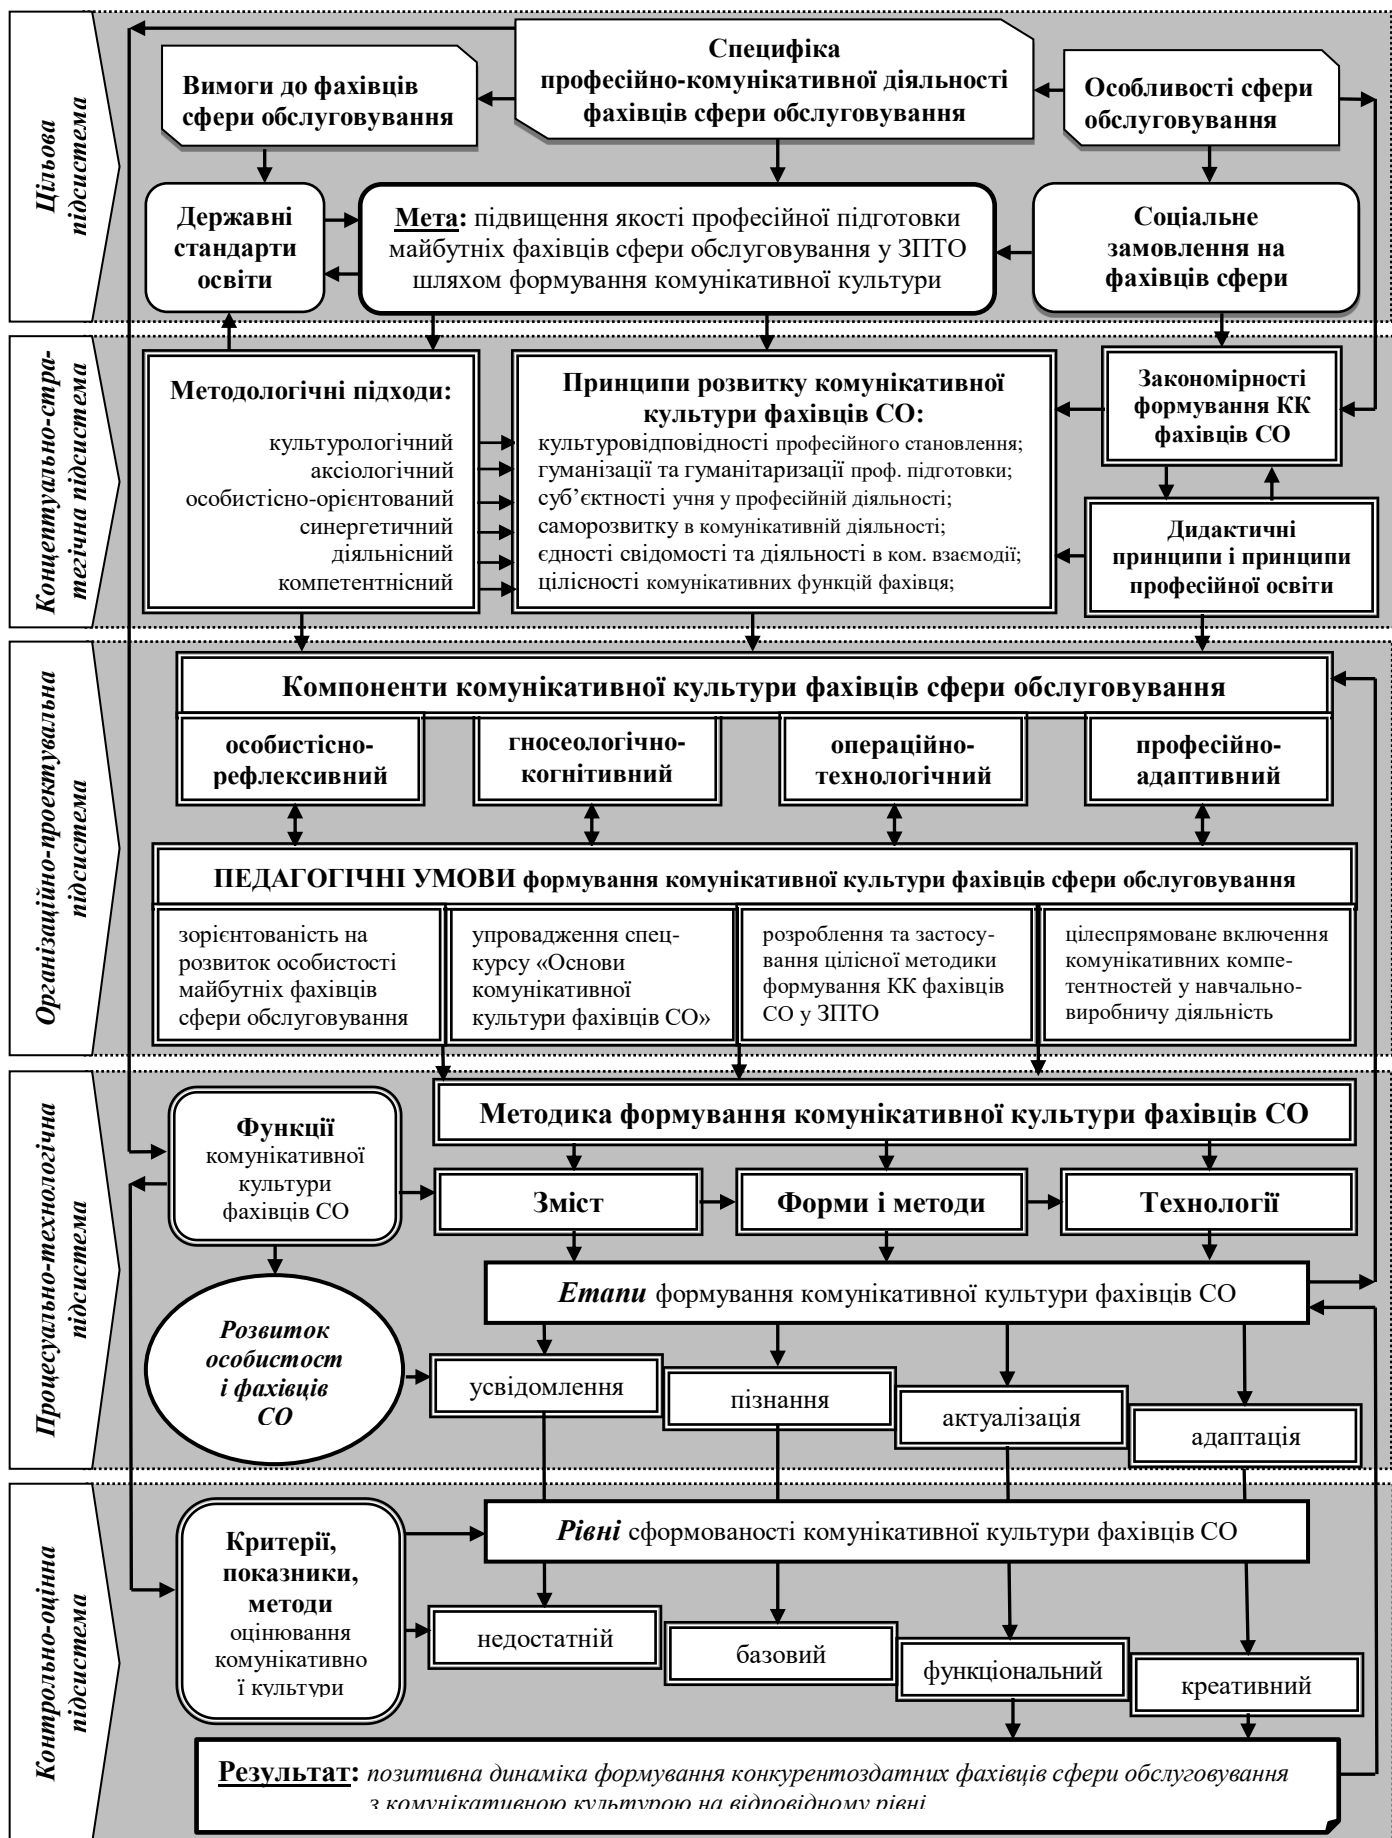 Цільова
підсистема
Специфіка
професійно-комунікативної діяльності
фахівців сфери обслуговування
Вимоги до фахівців
сфери обслуговування
Особливості сфери
обслуговування
Державні
стандарти
освіти
Мета: підвищення якості професійної підготовки
майбутніх фахівців сфери обслуговування у ЗПТО
шляхом формування комунікативної культури
Соціальне
замовлення на
фахівців сфери
Концептуально-стра-
тегічна підсистема
Методологічні підходи:
культурологічний
аксіологічний
особистісно-орієнтований
синергетичний
діяльнісний
компетентнісний
Принципи розвитку комунікативної
культури фахівців СО:
культуровідповідності професійного становлення;
гуманізації та гуманітаризації проф. підготовки;
суб’єктності учня у професійній діяльності;
саморозвитку в комунікативній діяльності;
єдності свідомості та діяльності в ком. взаємодії;
цілісності комунікативних функцій фахівця;
Закономірності
формування КК
фахівців СО
Дидактичні
принципи і принципи
професійної освіти
Організаційно-проектувальна
підсистема
Компоненти комунікативної культури фахівців сфери обслуговування
особистісно-
рефлексивний
гносеологічно-
когнітивний
операційно-
технологічний
професійно-
адаптивний
ПЕДАГОГІЧНІ УМОВИ формування комунікативної культури фахівців сфери обслуговування
зорієнтованість на
розвиток особистості
майбутніх фахівців
сфери обслуговування
упровадження спец-
курсу «Основи
комунікативної
культури фахівців СО»
розроблення та застосу-
вання цілісної методики
формування КК фахівців
СО у ЗПТО
цілеспрямоване включення
комунікативних компе-
тентностей у навчально-
виробничу діяльність
Процесуально-технологічна
підсистема
Функції
комунікативної
культури
фахівців СО
Методика формування комунікативної культури фахівців СО
Зміст
Форми і методи
Технології
Етапи формування комунікативної культури фахівців СО
Розвиток
особистост
і фахівців
СО
усвідомлення
пізнання
актуалізація
адаптація
Контрольно-оцінна
підсистема
Критерії,
показники,
методи
оцінювання
комунікативно
ї культури
Рівні сформованості комунікативної культури фахівців СО
недостатній
базовий
функціональний
креативний
Результат: позитивна динаміка формування конкурентоздатних фахівців сфери обслуговування
з комунікативною культурою на відповідному рівні